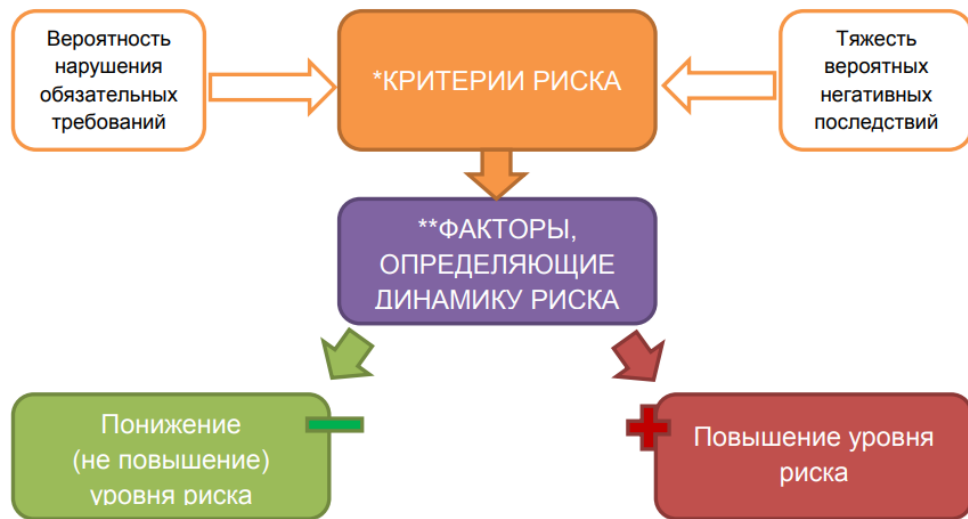 Вероятность
нарушения
обязательных
требований
*КРИТЕРИИ РИСКА
Тяжесть
вероятных
негативных
последствий
**ФАКТОРЫ,
ОПРЕДЕЛЯЮЩИЕ
ДИНАМИКУ РИСКА
Понижение
(не повышение)
уровня риска
Повышение уровня
риска